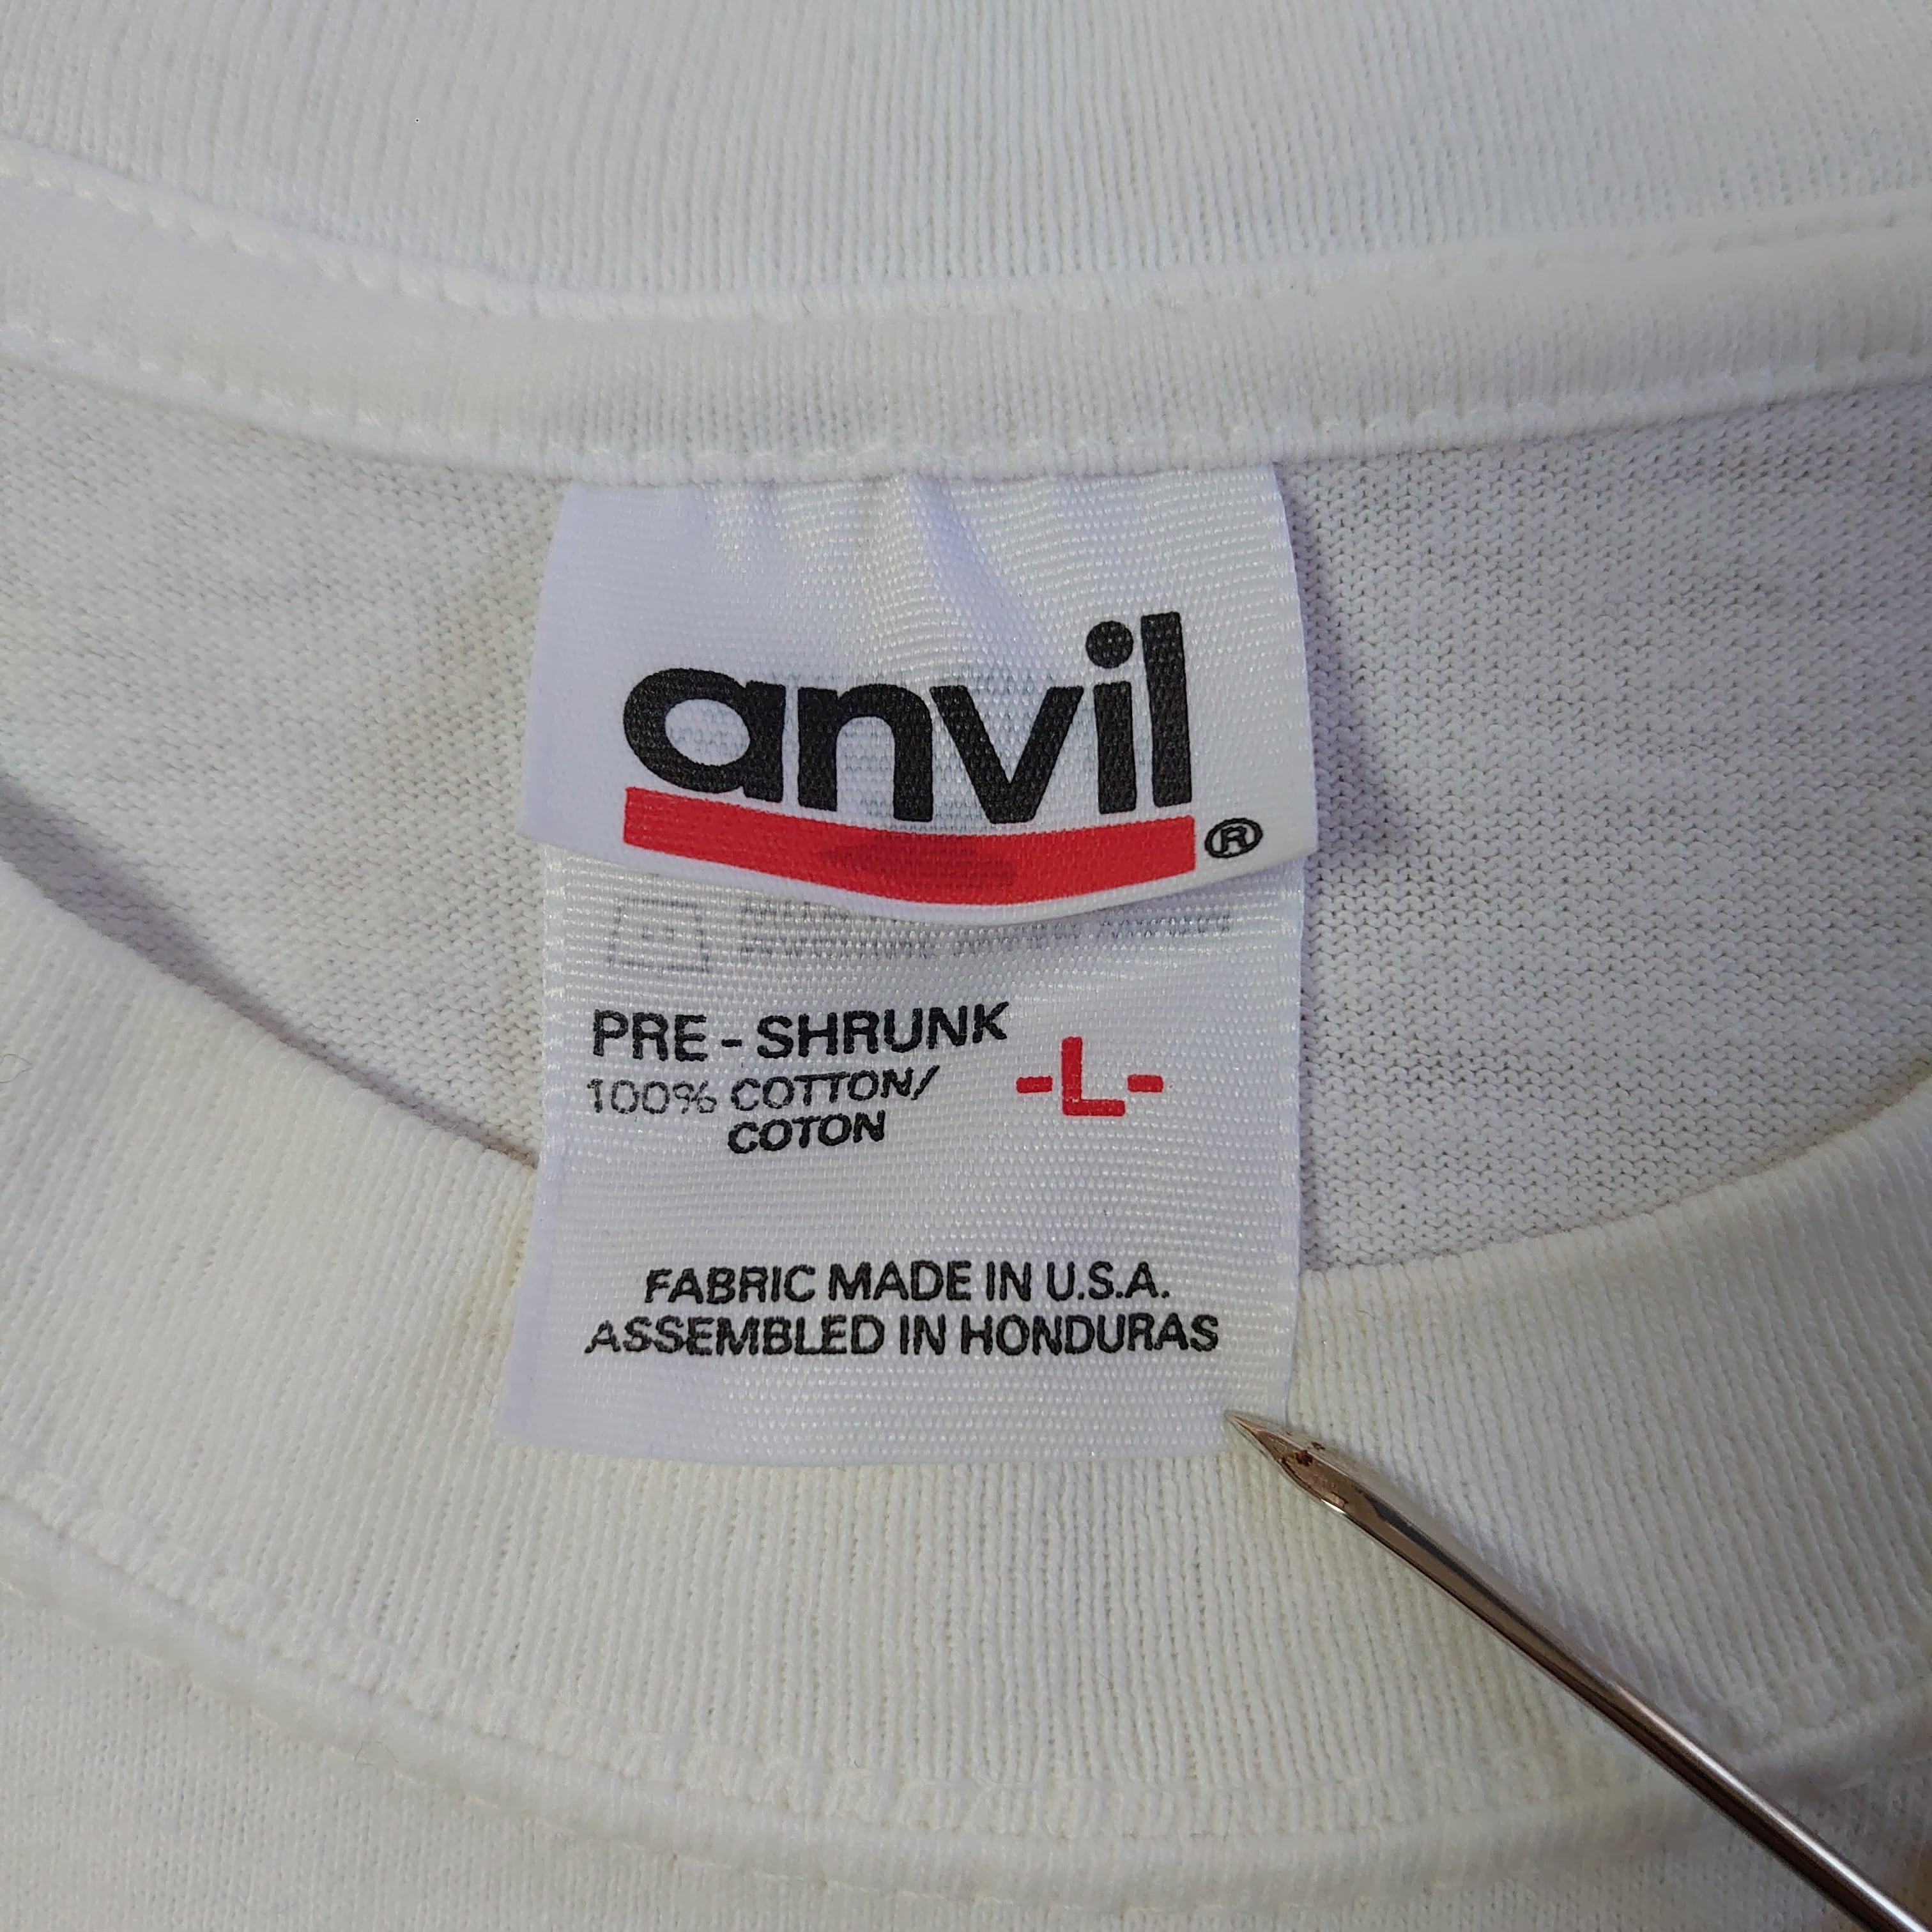 anvil
®
PRE - SHRUNK
-L-
100% COTTON/
COTON
FABRIC MADE IN U.S.A.
ASSEMBLED IN HONDURAS